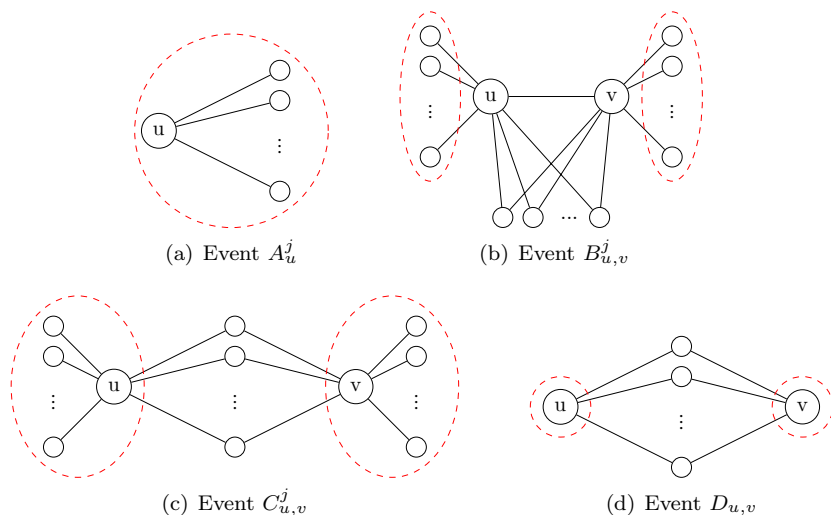 u
⋮
(a) Event $A_u^j$
u
v
⋮
⋮
...
(b) Event $B_{u,v}^j$
u
v
⋮
⋮
⋮
(c) Event $C_{u,v}^j$
u
v
⋮
(d) Event $D_{u,v}$